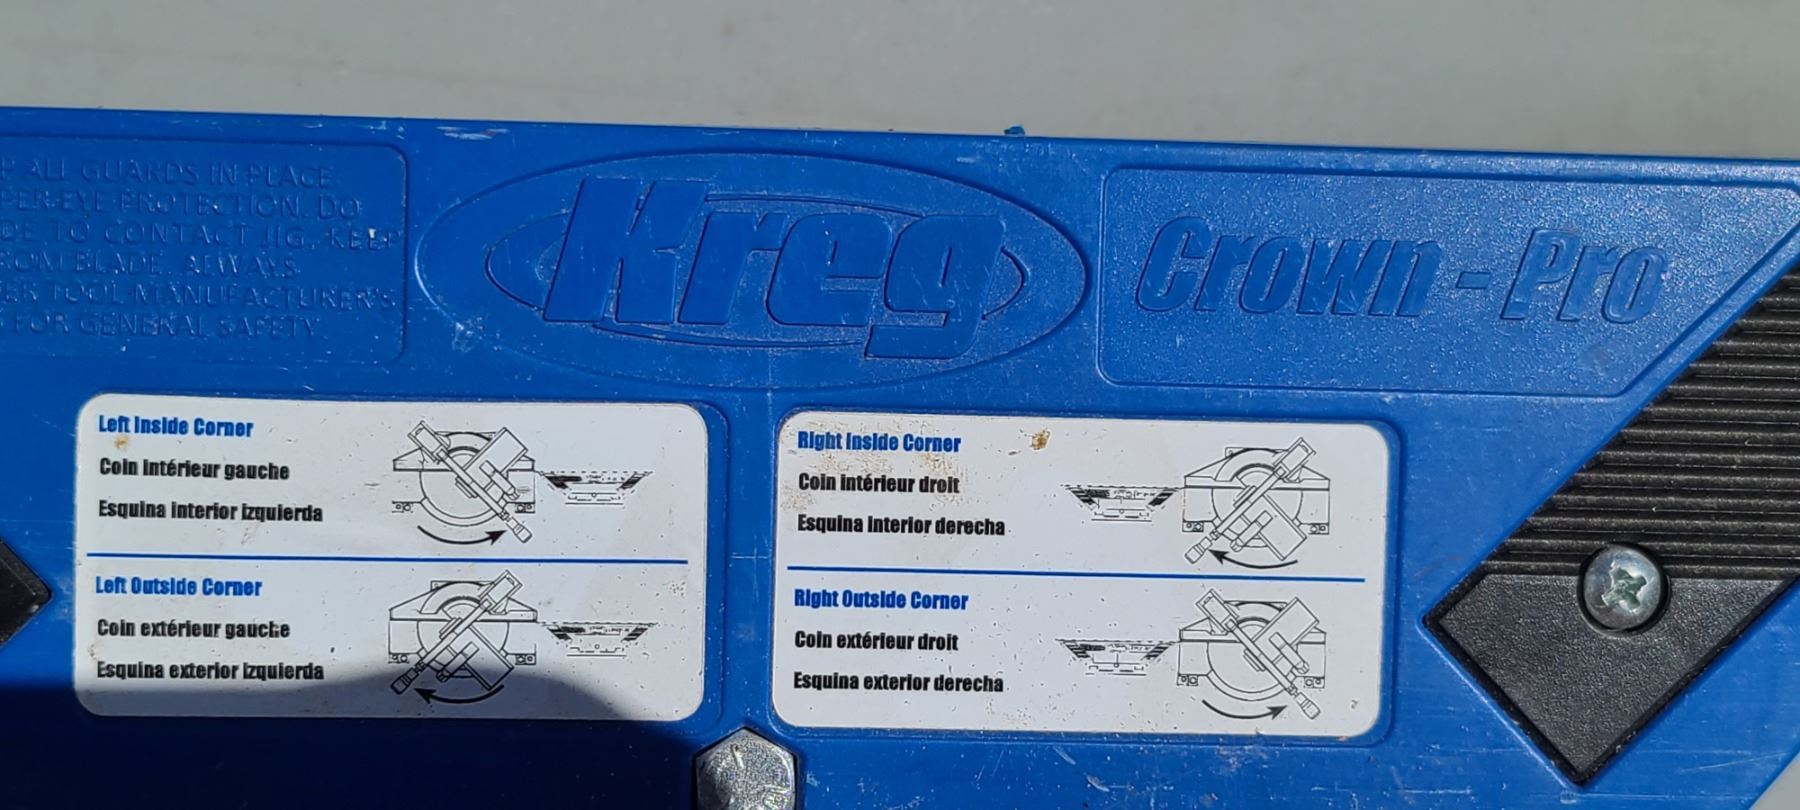 P ALL GUARDS IN PLACE.
PER EYE PROTECTION. DO
DE TO CONTACT JIG. KEEP
ROM BLADE. ALWAYS
ER TOOL MANUFACTURER'S
FOR GENERAL SAFETY.
Kreg
Crown-Pro
Left Inside Corner
Coin intérieur gauche
Esquina interior izquierda
Left Outside Corner
Coin extérieur gauche
Esquina exterior izquierda
Right Inside Corner
Coin intérieur droit
Esquina interior derecha
Right Outside Corner
Coin extérieur droit
Esquina exterior derecha